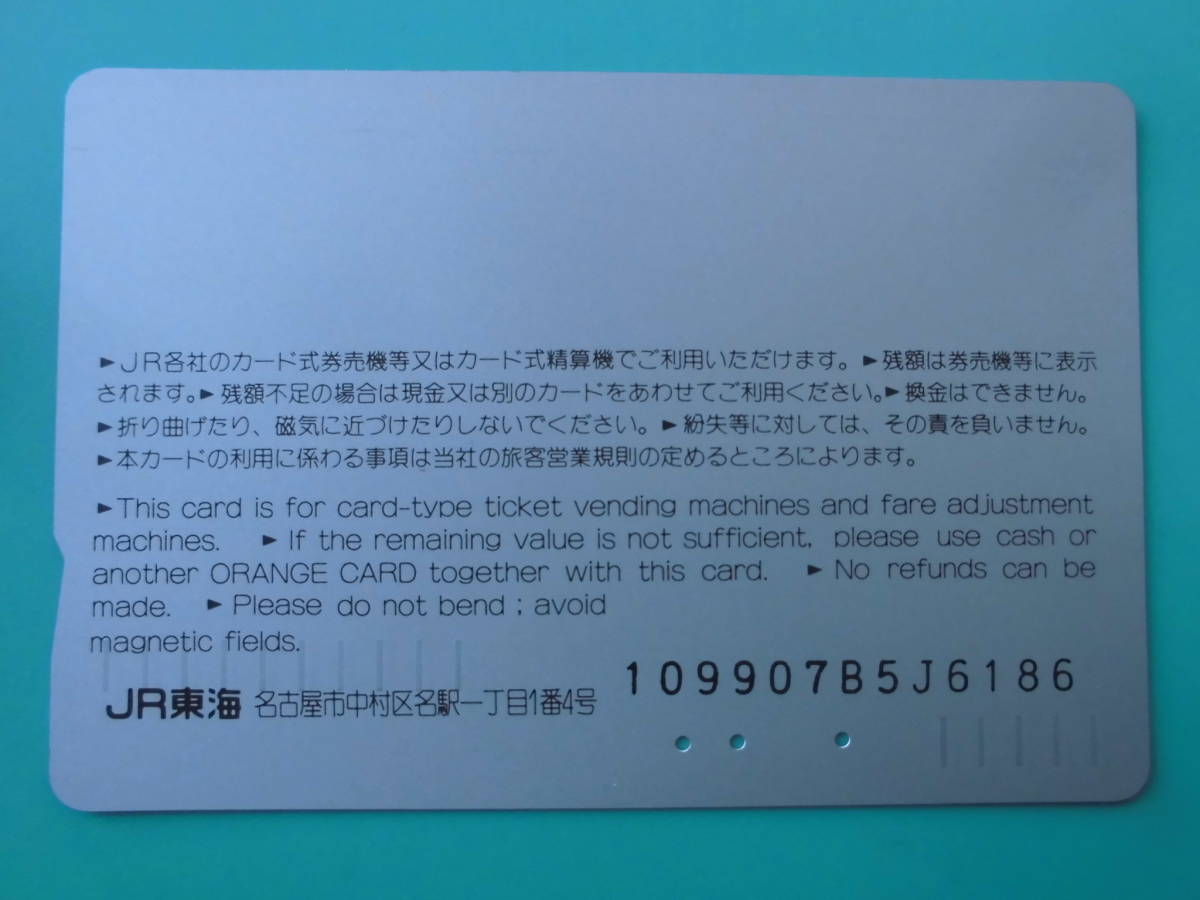 ►JR各社のカード式券売機等又はカード式精算機でご利用いただけます。►残額は券売機等に表示
されます。►残額不足の場合は現金又は別のカードをあわせてご利用ください。►換金はできません。
►折り曲げたり、磁気に近づけたりしないでください。►紛失等に対しては、その責を負いません。
►本カードの利用に係わる事項は当社の旅客営業規則の定めるところによります。
►This card is for card-type ticket vending machines and fare adjustment
machines. ►If the remaining value is not sufficient, please use cash or
another ORANGE CARD together with this card. ►No refunds can be
made. ►Please do not bend ; avoid
magnetic fields.
109907B5J6186
JR東海 名古屋市中村区名駅一丁目1番4号